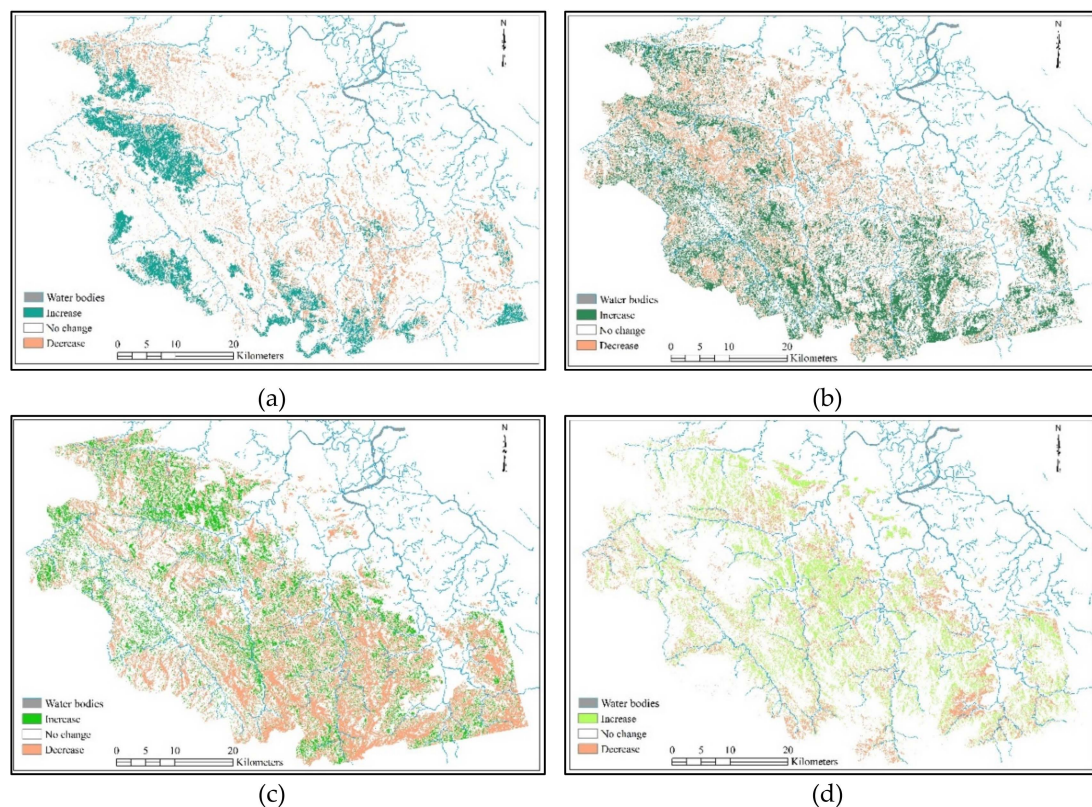 N
Water bodies
Increase
No change
Decrease
0 5 10 20
Kilometers
(a)
N
Water bodies
Increase
No change
Decrease
0 5 10 20
Kilometers
(b)
N
Water bodies
Increase
No change
Decrease
0 5 10 20
Kilometers
(c)
N
Water bodies
Increase
No change
Decrease
0 5 10 20
Kilometers
(d)